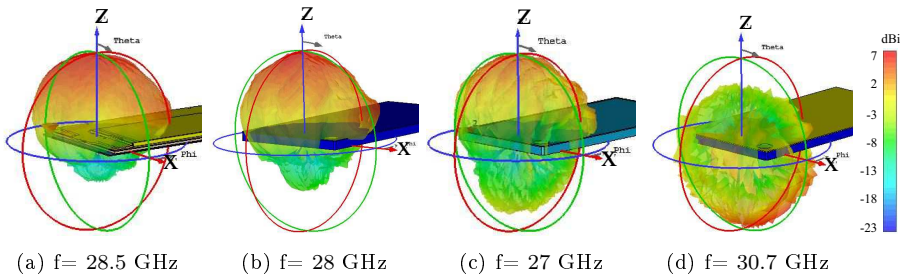 Z
Theta
Phi
X
Z
Theta
Phi
X
Z
Theta
Phi
X
Z
Theta
Phi
X
dBi
7
2
-3
-8
-13
-18
-23
(a) f= 28.5 GHz
(b) f= 28 GHz
(c) f= 27 GHz
(d) f= 30.7 GHz